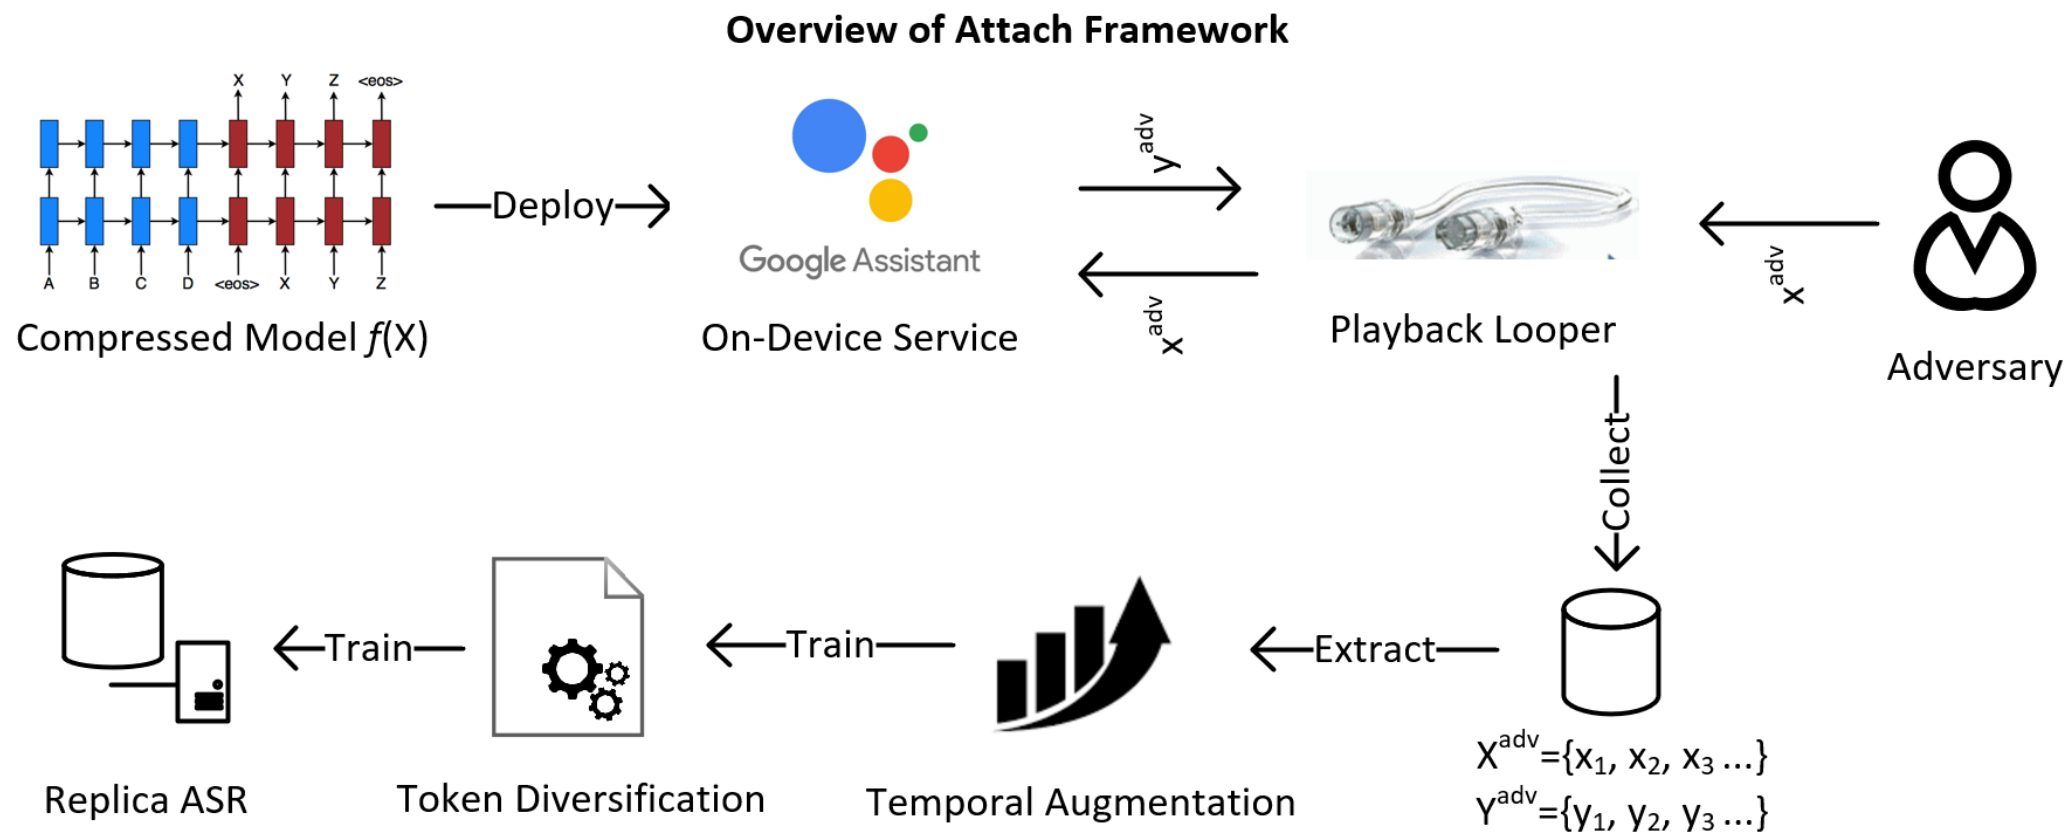 Overview of Attach Framework
X Y Z <eos>
A B C D <eos> X Y Z
Compressed Model f(X)
Deploy
Google Assistant
On-Device Service
y^adv
x^adv
Playback Looper
x^adv
Adversary
Collect
X^adv={x₁, x₂, x₃ ...}
Y^adv={y₁, y₂, y₃ ...}
Extract
Temporal Augmentation
Train
Token Diversification
Train
Replica ASR